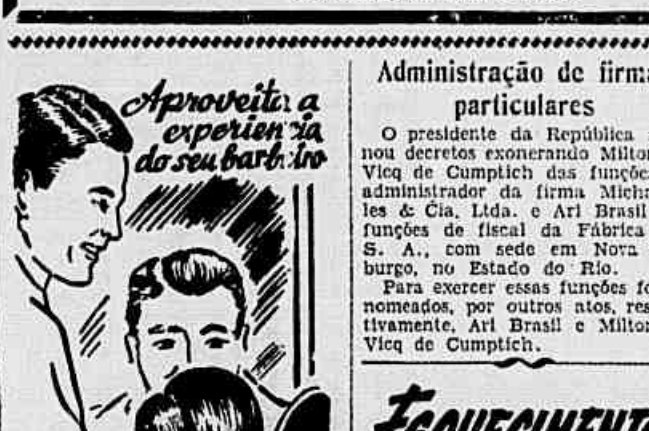 Aproveita a
experiencia
do seu barbeiro
Administração de firma
particulares
O presidente da República
nou decretos exonerando Milton
Vicq de Cumptich das funções
administrador da firma Micha
les & Cia. Ltda. e Ari Brasil
funções de fiscal da Fábrica
S. A., com sede em Nova
burgo, no Estado do Rio.
Para exercer essas funções fo
nomeados, por outros atos, res
tivamente, Ari Brasil e Milton
Vicq de Cumptich.
ESQUECIMENTO